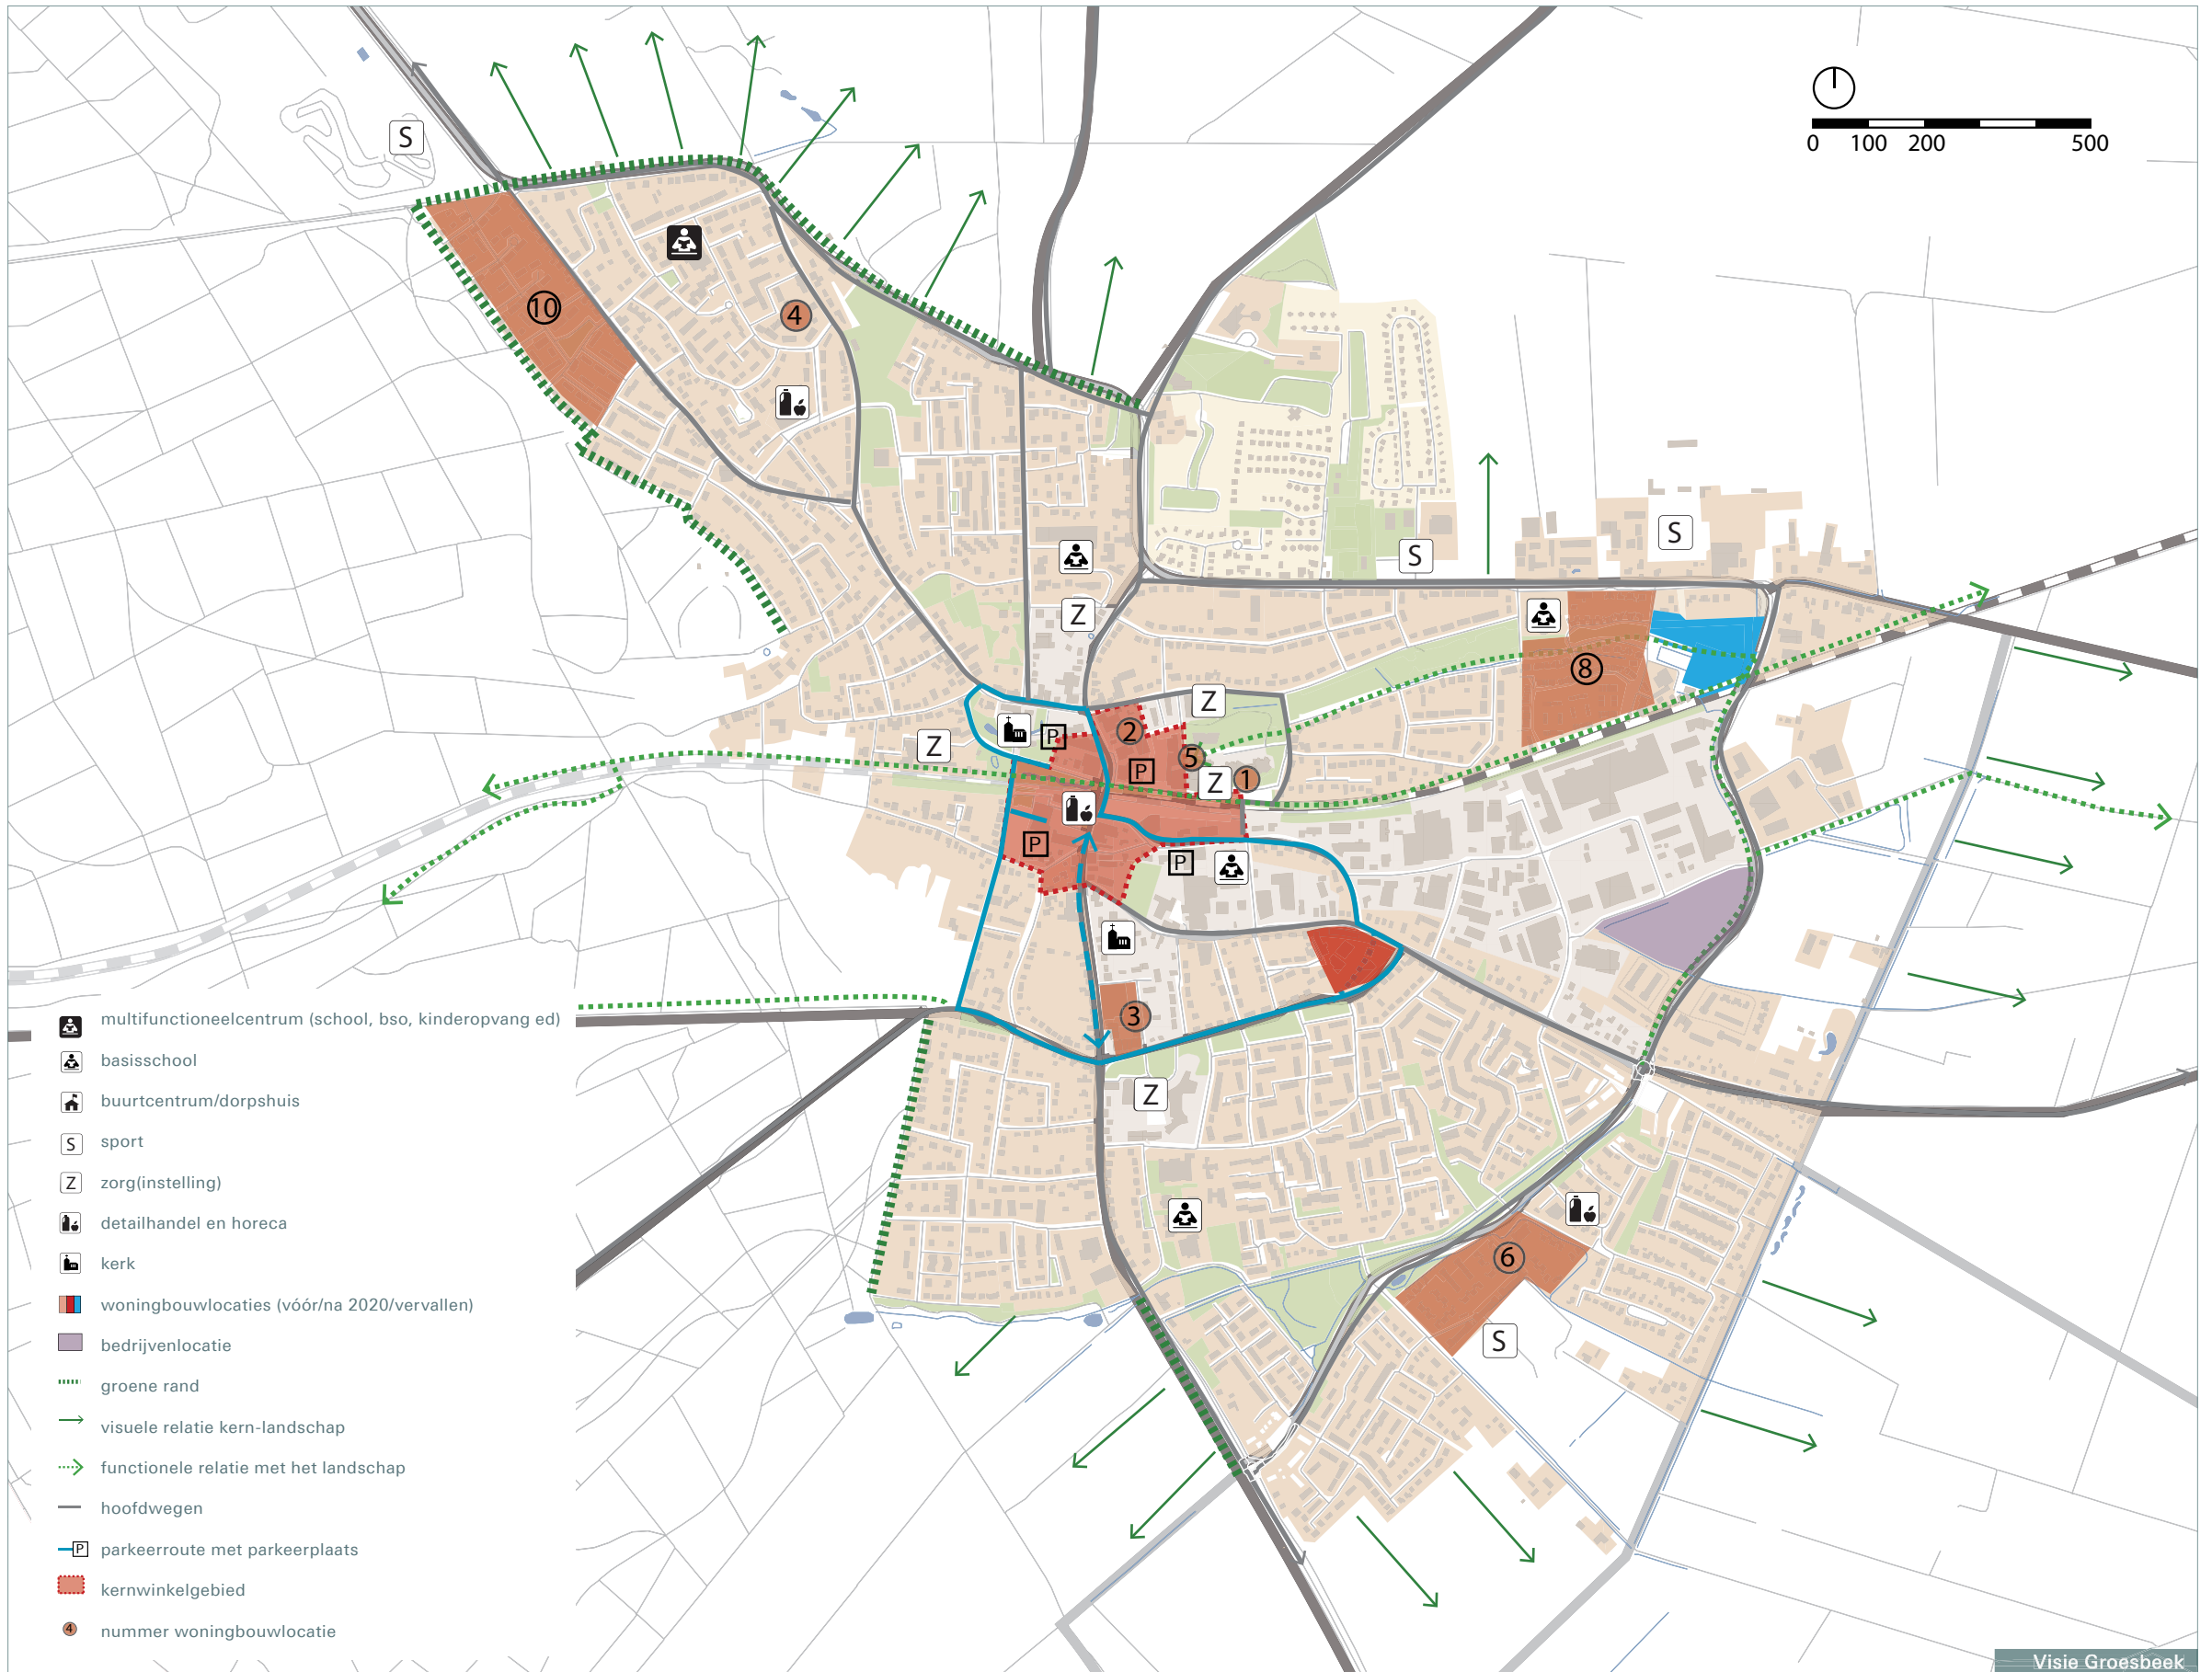 0 100 200 500
S
10
4
S
S
Z
8
Z
2
P
Z
5
P
Z
1
P
P
3
Z
6
S
multifunctioneelcentrum (school, bso, kinderopvang ed)
basisschool
buurtcentrum/dorpshuis
S sport
Z zorg(instelling)
detailhandel en horeca
kerk
woningbouwlocaties (vóór/na 2020/vervallen)
bedrijvenlocatie
groene rand
visuele relatie kern-landschap
functionele relatie met het landschap
hoofdwegen
P parkeerroute met parkeerplaats
kernwinkelgebied
4 nummer woningbouwlocatie
Visie Groesbeek